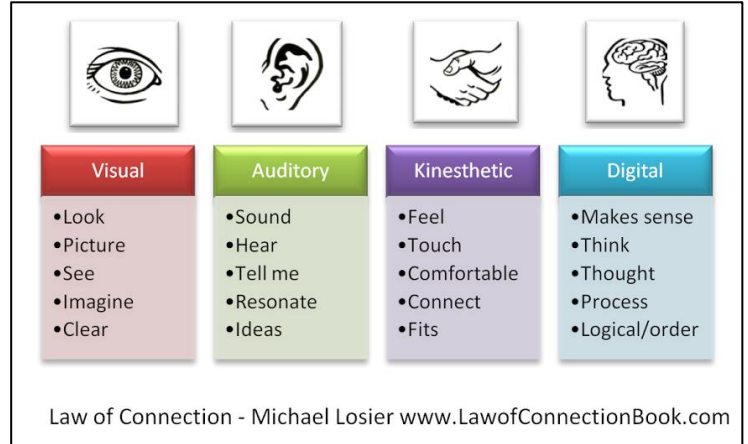 Visual
•Look
•Picture
•See
•Imagine
•Clear
Auditory
•Sound
•Hear
•Tell me
•Resonate
•Ideas
Kinesthetic
•Feel
•Touch
•Comfortable
•Connect
•Fits
Digital
•Makes sense
•Think
•Thought
•Process
•Logical/order
Law of Connection - Michael Losier www.LawofConnectionBook.com